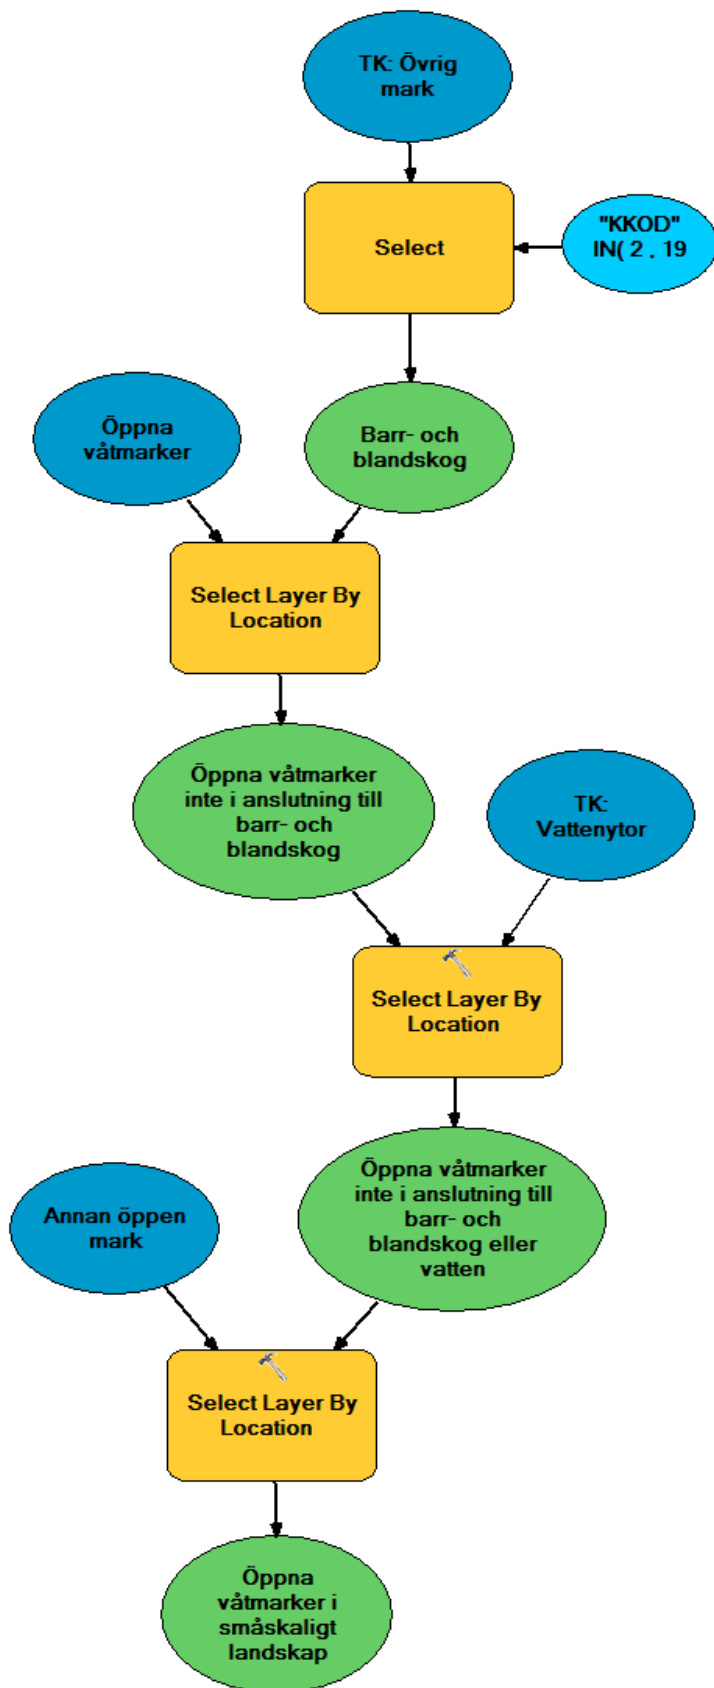 TK: Övrig
mark
Select
"KKOD"
IN( 2 , 19
Öppna
våtmarker
Barr- och
blandskog
Select Layer By
Location
Öppna våtmarker
inte i anslutning till
barr- och
blandskog
TK:
Vattenytor
Select Layer By
Location
Öppna våtmarker
inte i anslutning till
barr- och
blandskog eller
vatten
Annan öppen
mark
Select Layer By
Location
Öppna
våtmarker i
småskaligt
landskap